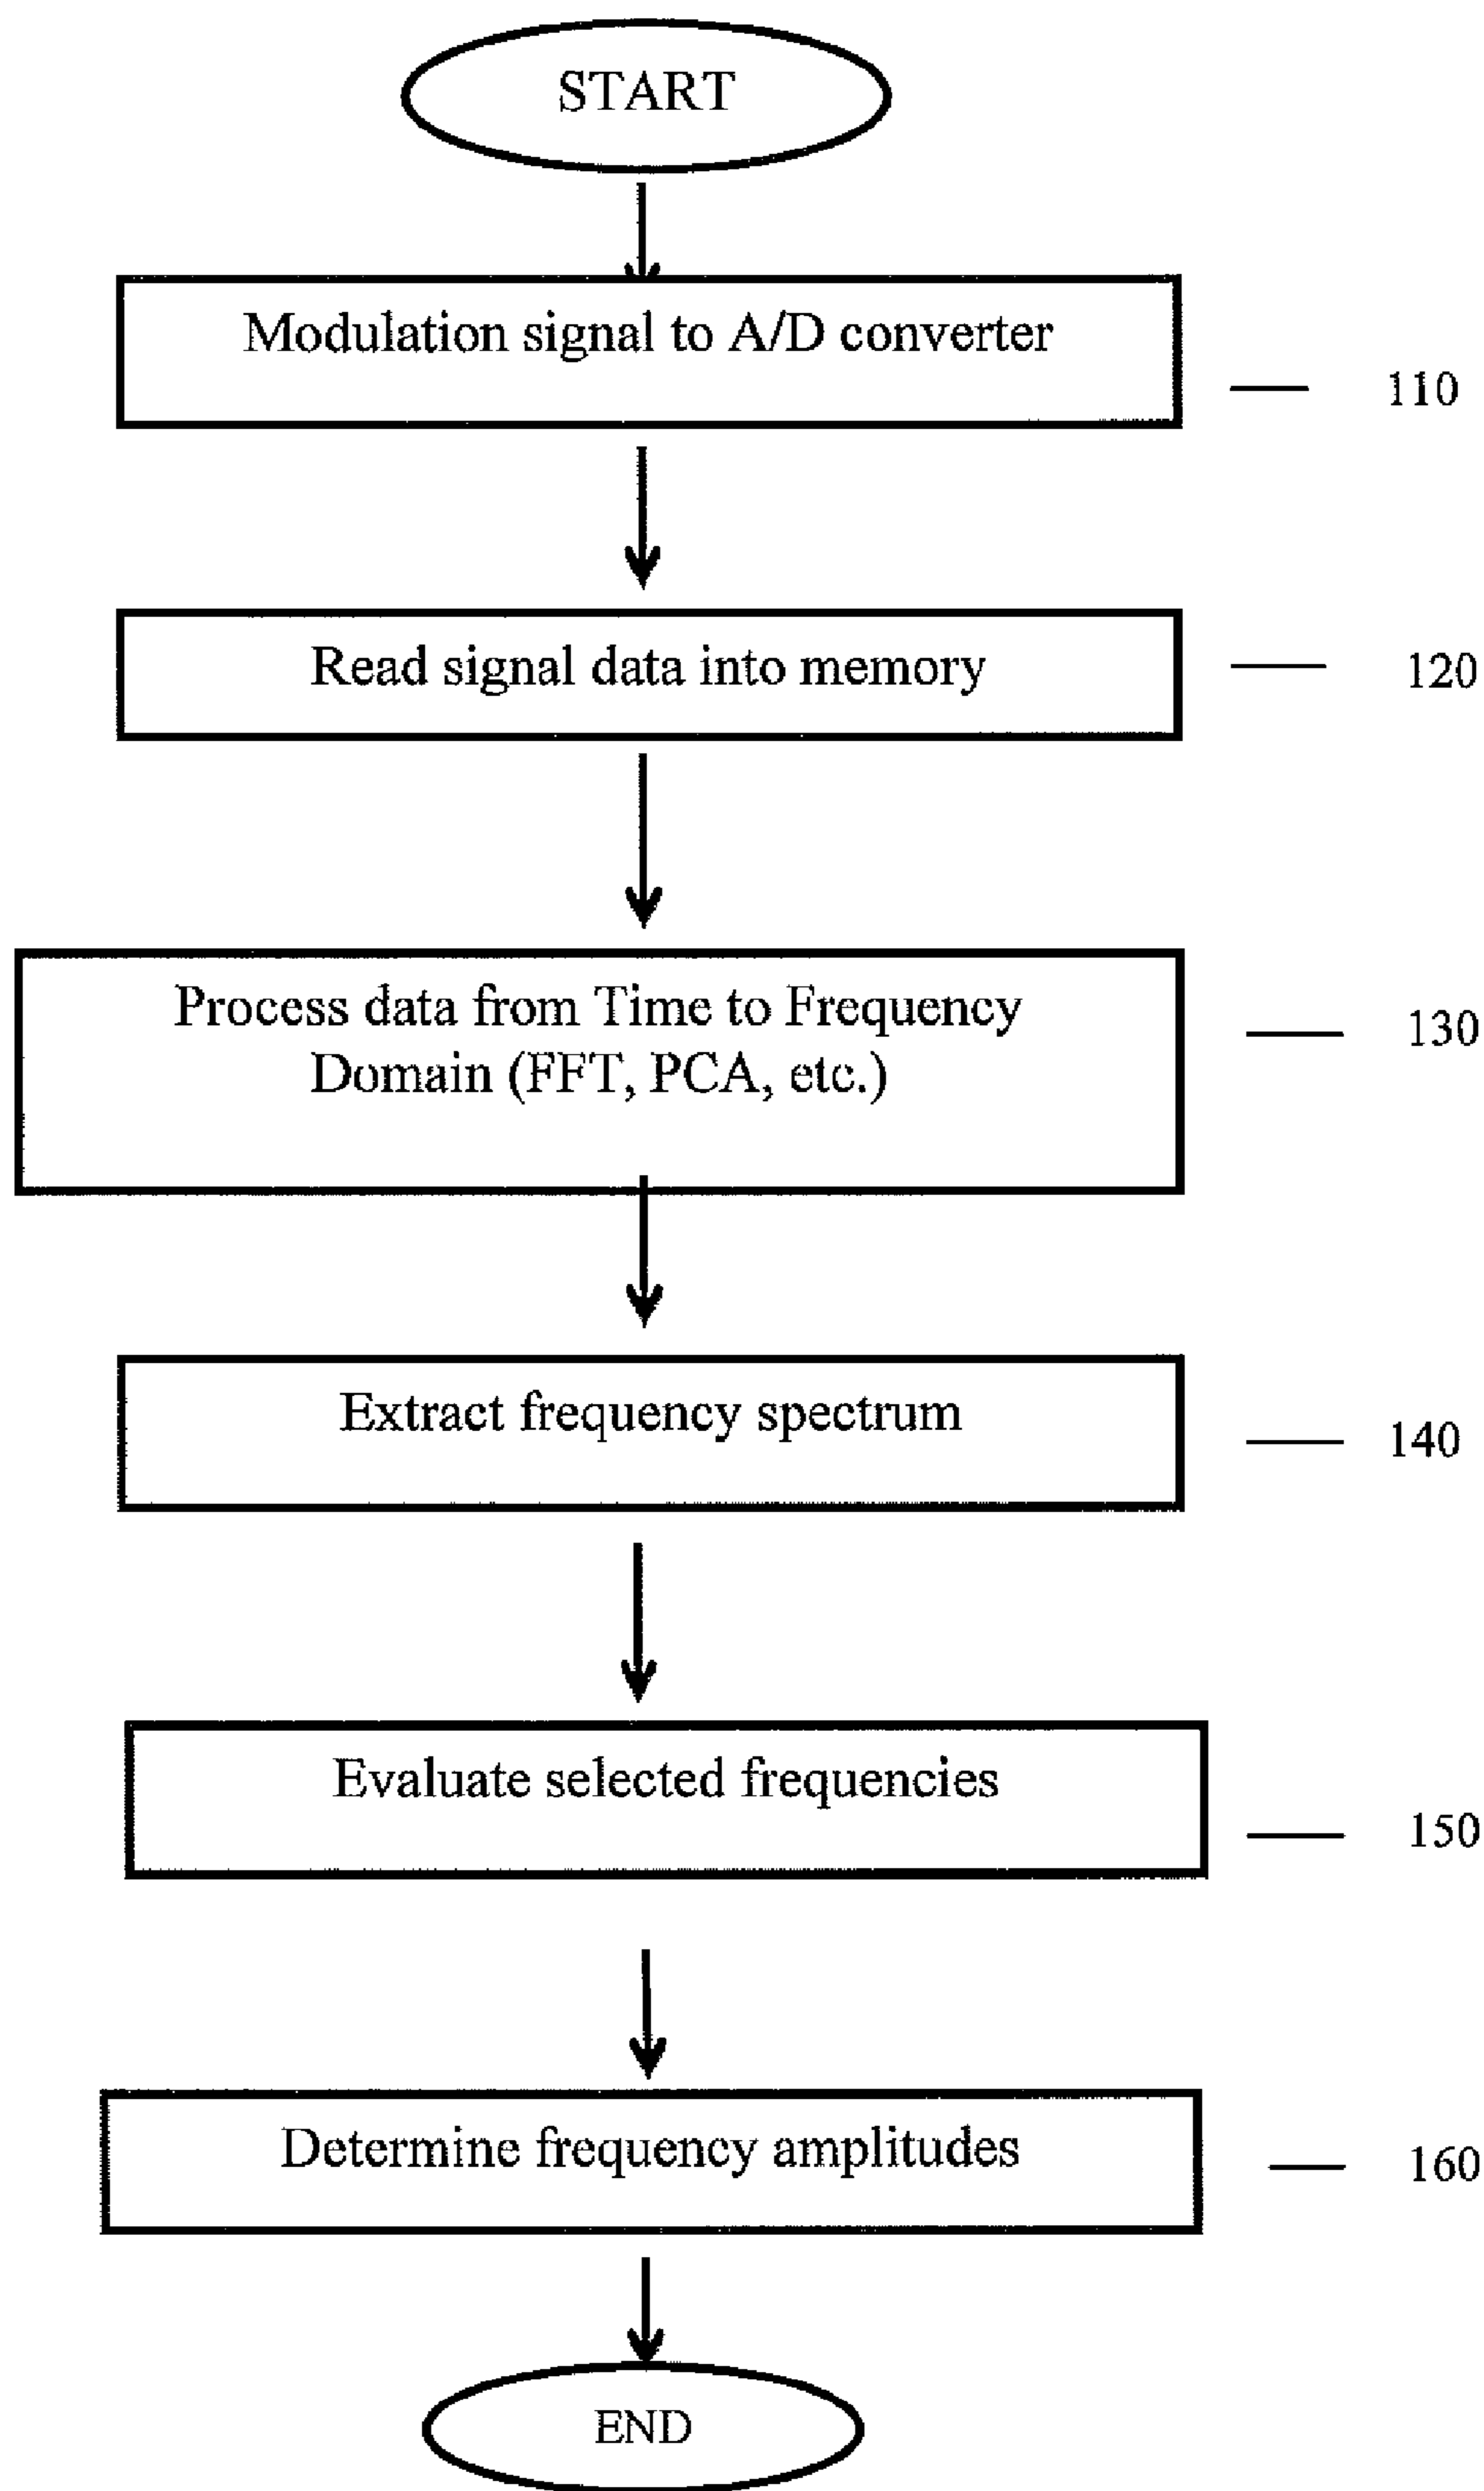 START
Modulation signal to A/D converter
110
Read signal data into memory
120
Process data from Time to Frequency
Domain (FFT, PCA, etc.)
130
Extract frequency spectrum
140
Evaluate selected frequencies
150
Determine frequency amplitudes
160
END